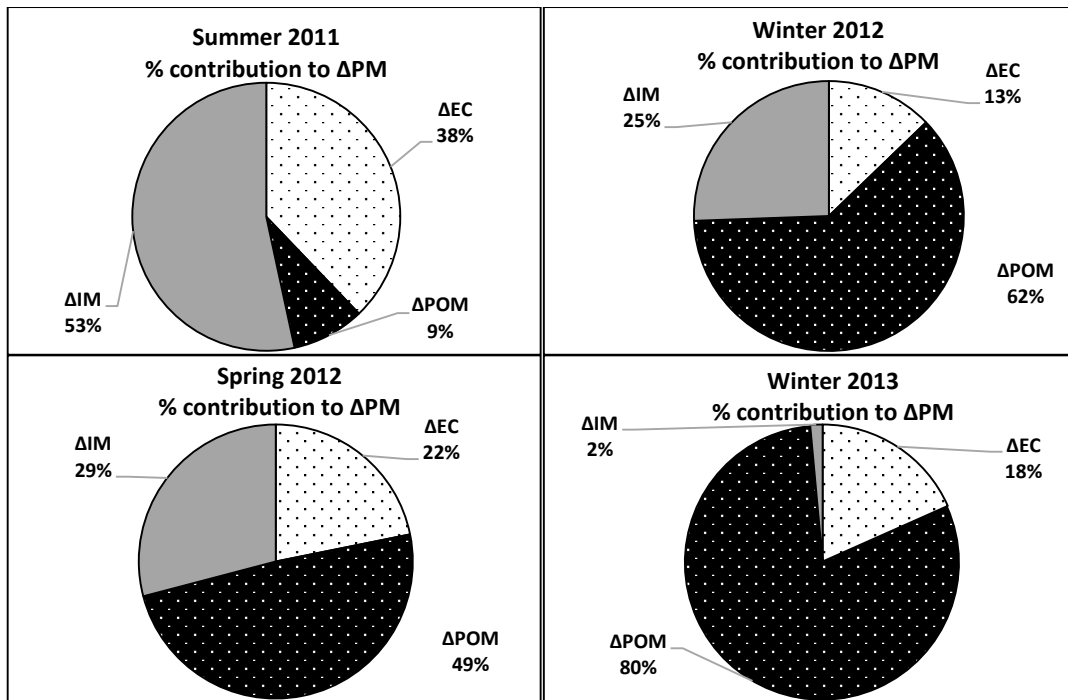 Summer 2011
% contribution to ΔPM
ΔEC
38%
ΔIM
53%
ΔPOM
9%
Winter 2012
% contribution to ΔPM
ΔEC
13%
ΔIM
25%
ΔPOM
62%
Spring 2012
% contribution to ΔPM
ΔEC
22%
ΔIM
29%
ΔPOM
49%
Winter 2013
% contribution to ΔPM
ΔIM
2%
ΔEC
18%
ΔPOM
80%